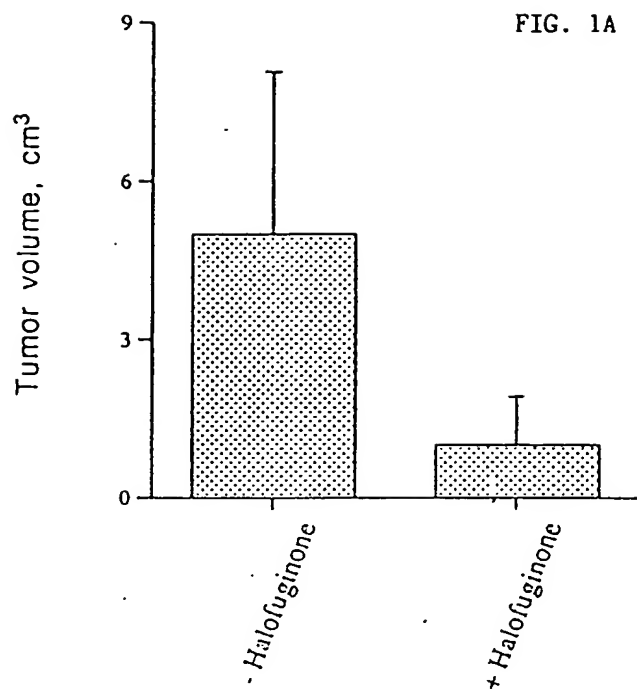 FIG. 1A
Tumor volume, cm³
9
6
3
0
- Halofuginone
+ Halofuginone